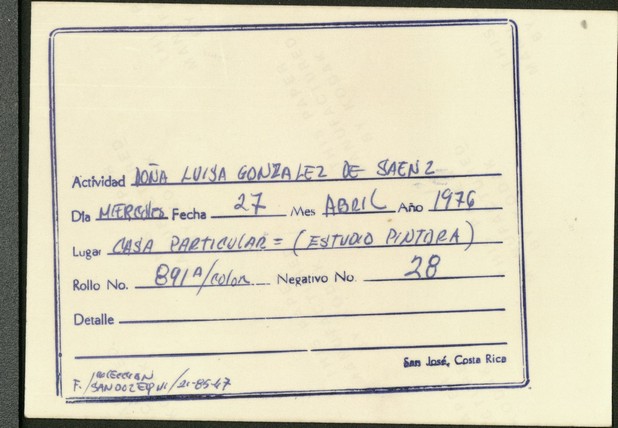 Actividad DOÑA LUISA GONZALEZ DE SAENZ
Día MIERCOLES Fecha 27 Mes ABRIL Año 1976
Lugar CASA PARTICULAR = (ESTUDIO PINTORA)
Rollo No. 891A/COLOR Negativo No. 28
Detalle
San José, Costa Rica
F. /